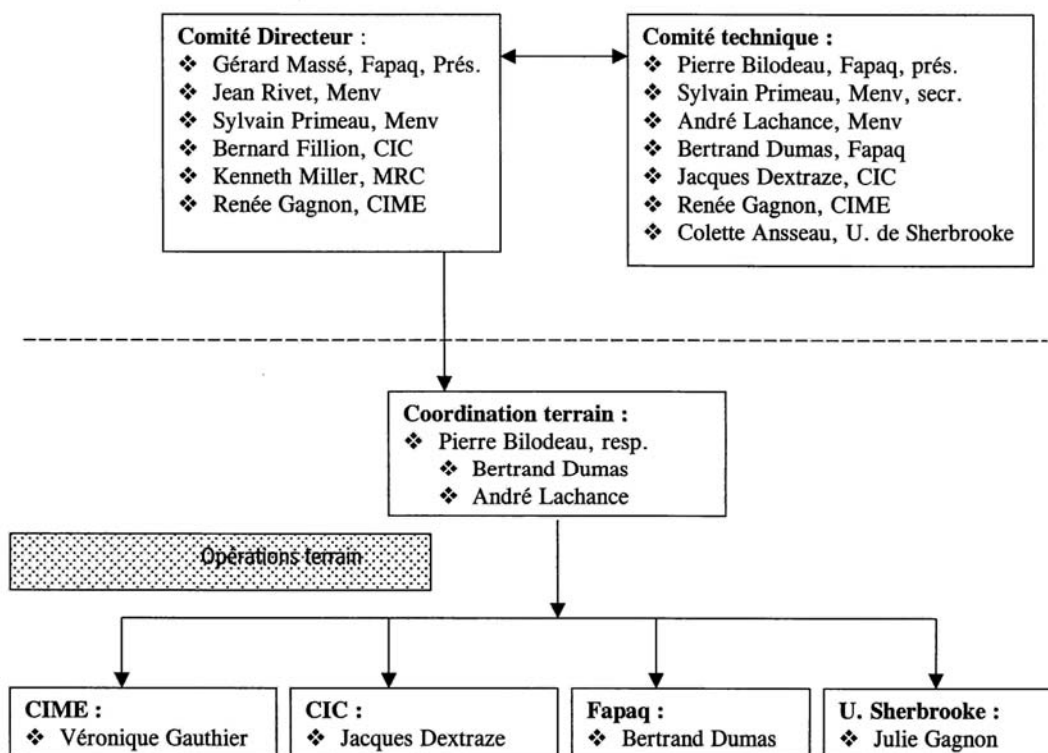 Comité Directeur :
❖ Gérard Massé, Fapaq, Prés.
❖ Jean Rivet, Menv
❖ Sylvain Primeau, Menv
❖ Bernard Fillion, CIC
❖ Kenneth Miller, MRC
❖ Renée Gagnon, CIME
Comité technique :
❖ Pierre Bilodeau, Fapaq, prés.
❖ Sylvain Primeau, Menv, secr.
❖ André Lachance, Menv
❖ Bertrand Dumas, Fapaq
❖ Jacques Dextraze, CIC
❖ Renée Gagnon, CIME
❖ Colette Ansseau, U. de Sherbrooke
Coordination terrain :
❖ Pierre Bilodeau, resp.
❖ Bertrand Dumas
❖ André Lachance
Opérations terrain
CIME :
❖ Véronique Gauthier
CIC :
❖ Jacques Dextraze
Fapaq :
❖ Bertrand Dumas
U. Sherbrooke :
❖ Julie Gagnon